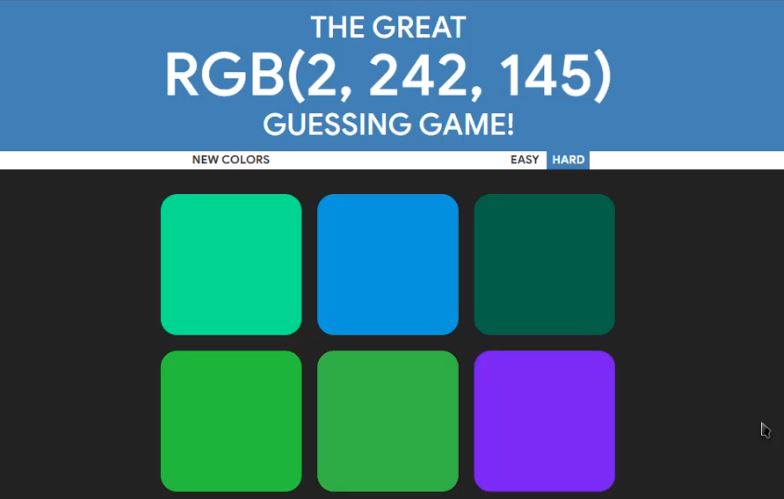 THE GREAT
RGB(2, 242, 145)
GUESSING GAME!
NEW COLORS EASY HARD